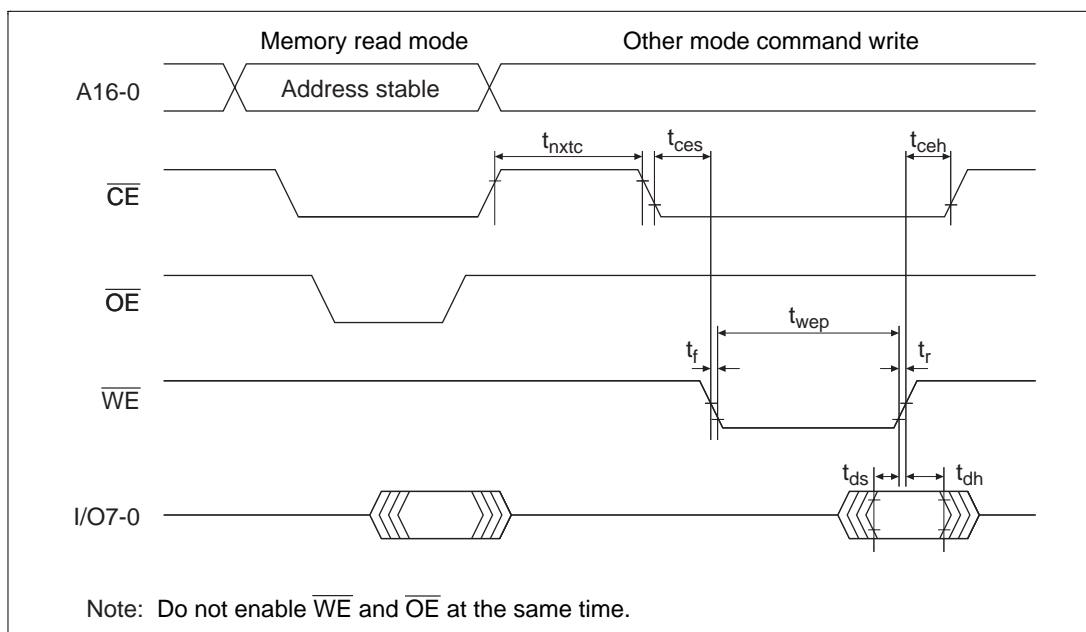 Memory read mode Other mode command write
A16-0 Address stable
tnxtc tces tceh
CE
OE
twep
tf tr
WE
tds tdh
I/O7-0
Note: Do not enable WE and OE at the same time.